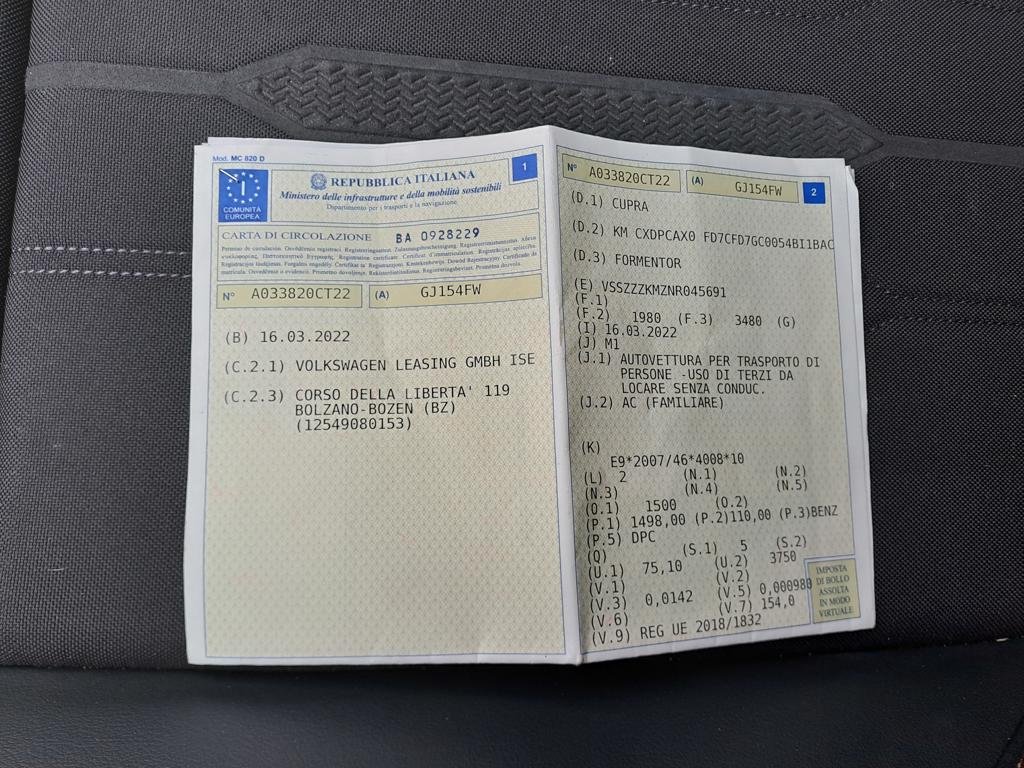 Mod. MC 820 D
1
I
COMUNITÀ
EUROPEA
REPUBBLICA ITALIANA
Ministero delle infrastrutture e della mobilità sostenibili
Dipartimento per i trasporti e la navigazione
CARTA DI CIRCOLAZIONE BA 0928229
N° A033820CT22 (A) GJ154FW
(B) 16.03.2022
(C.2.1) VOLKSWAGEN LEASING GMBH ISE
(C.2.3) CORSO DELLA LIBERTA' 119
BOLZANO-BOZEN (BZ)
(12549080153)
N° A033820CT22 (A) GJ154FW 2
(D.1) CUPRA
(D.2) KM CXDPCAX0 FD7CFD7GC0054BI1BAC
(D.3) FORMENTOR
(E) VSSZZZKMZNR045691
(F.1)
(F.2) 1980 (F.3) 3480 (G)
(I) 16.03.2022
(J) M1
(J.1) AUTOVETTURA PER TRASPORTO DI
PERSONE -USO DI TERZI DA
LOCARE SENZA CONDUC.
(J.2) AC (FAMILIARE)
(K)
E9*2007/46*4008*10
(L) 2 (N.1) (N.2)
(N.3) (N.4) (N.5)
(O.1) 1500 (O.2)
(P.1) 1498,00 (P.2)110,00 (P.3)BENZ
(P.5) DPC
(Q) (S.1) 5 (S.2)
(U.1) 75,10 (U.2) 3750
(V.1) (V.2)
(V.3) 0,0142 (V.5) 0,000980
(V.6) (V.7) 154,0
(V.9) REG UE 2018/1832
IMPOSTA
DI BOLLO
ASSOLTA
IN MODO
VIRTUALE